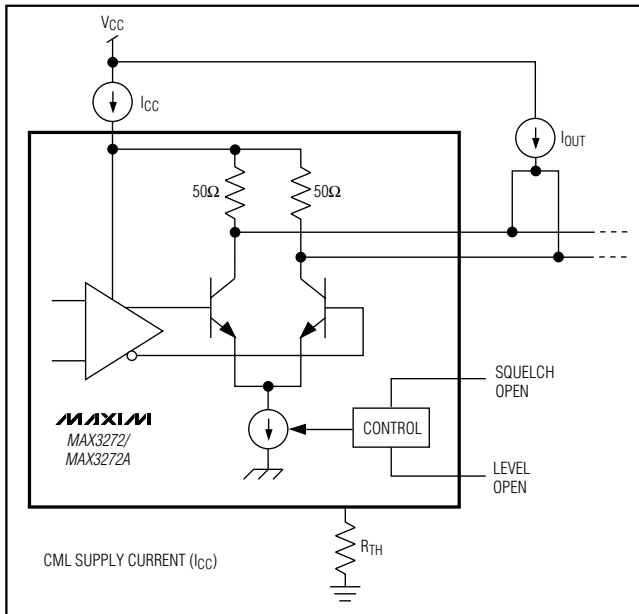 VCC
ICC
IOUT
50Ω
50Ω
SQUELCH
OPEN
CONTROL
LEVEL
OPEN
MAXIM
MAX3272/
MAX3272A
RTH
CML SUPPLY CURRENT (ICC)